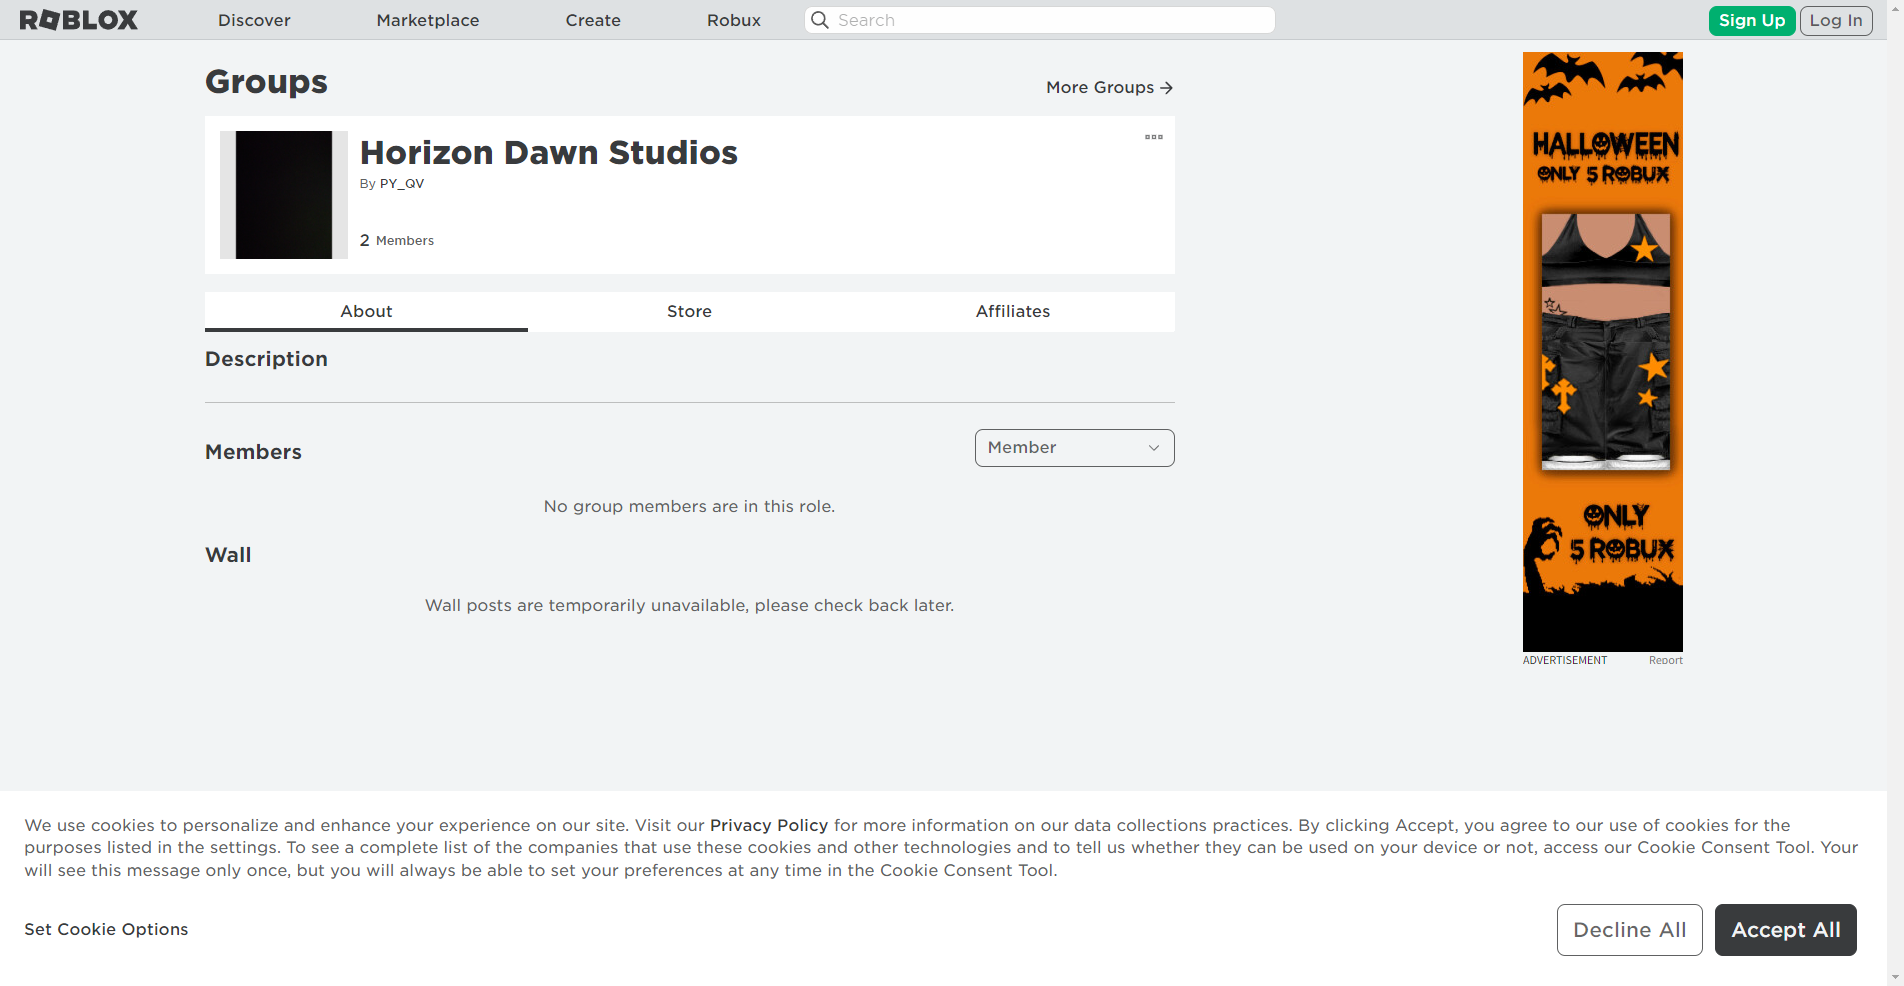 ROBLOX
Discover
Marketplace
Create
Robux
Search
Sign Up
Log In
Groups
More Groups →
Horizon Dawn Studios
By PY_QV
2 Members
About
Store
Affiliates
Description
Members
Member
No group members are in this role.
Wall
Wall posts are temporarily unavailable, please check back later.
HALLOWEEN
ONLY 5 ROBUX
ONLY
5 ROBUX
ADVERTISEMENT
Report
We use cookies to personalize and enhance your experience on our site. Visit our Privacy Policy for more information on our data collections practices. By clicking Accept, you agree to our use of cookies for the
purposes listed in the settings. To see a complete list of the companies that use these cookies and other technologies and to tell us whether they can be used on your device or not, access our Cookie Consent Tool. Your
will see this message only once, but you will always be able to set your preferences at any time in the Cookie Consent Tool.
Set Cookie Options
Decline All
Accept All